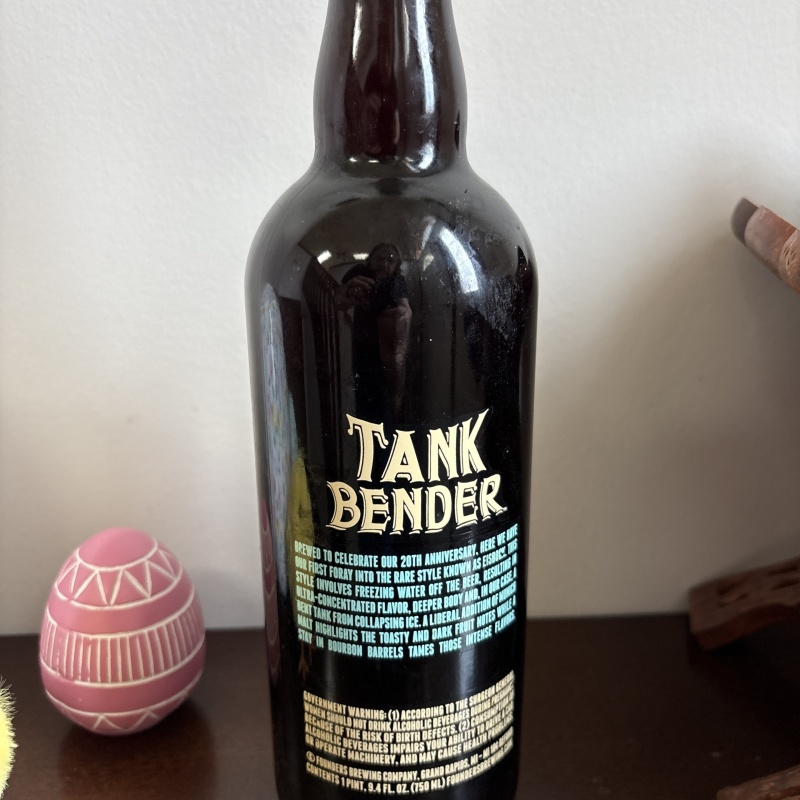 TANK
BENDER
BREWED TO CELEBRATE OUR 20TH ANNIVERSARY, HERE WE HAVE
OUR FIRST FORAY INTO THE RARE STYLE KNOWN AS EISBOCK. THIS
STYLE INVOLVES FREEZING WATER OFF THE BEER, RESULTING IN
ULTRA-CONCENTRATED FLAVOR, DEEPER BODY AND, IN OUR CASE, A
BENT TANK FROM COLLAPSING ICE. A LIBERAL ADDITION OF MUNICH
MALT HIGHLIGHTS THE TOASTY AND DARK FRUIT NOTES WHILE A
STAY IN BOURBON BARRELS TAMES THOSE INTENSE FLAVORS.
GOVERNMENT WARNING: (1) ACCORDING TO THE SURGEON GENERAL,
WOMEN SHOULD NOT DRINK ALCOHOLIC BEVERAGES DURING PREGNANCY
BECAUSE OF THE RISK OF BIRTH DEFECTS. (2) CONSUMPTION OF
ALCOHOLIC BEVERAGES IMPAIRS YOUR ABILITY TO DRIVE A CAR
OR OPERATE MACHINERY, AND MAY CAUSE HEALTH PROBLEMS.
© FOUNDERS BREWING COMPANY, GRAND RAPIDS, MI
CONTENTS 1 PINT, 9.4 FL. OZ. (750 ML) FOUNDERSBREWING